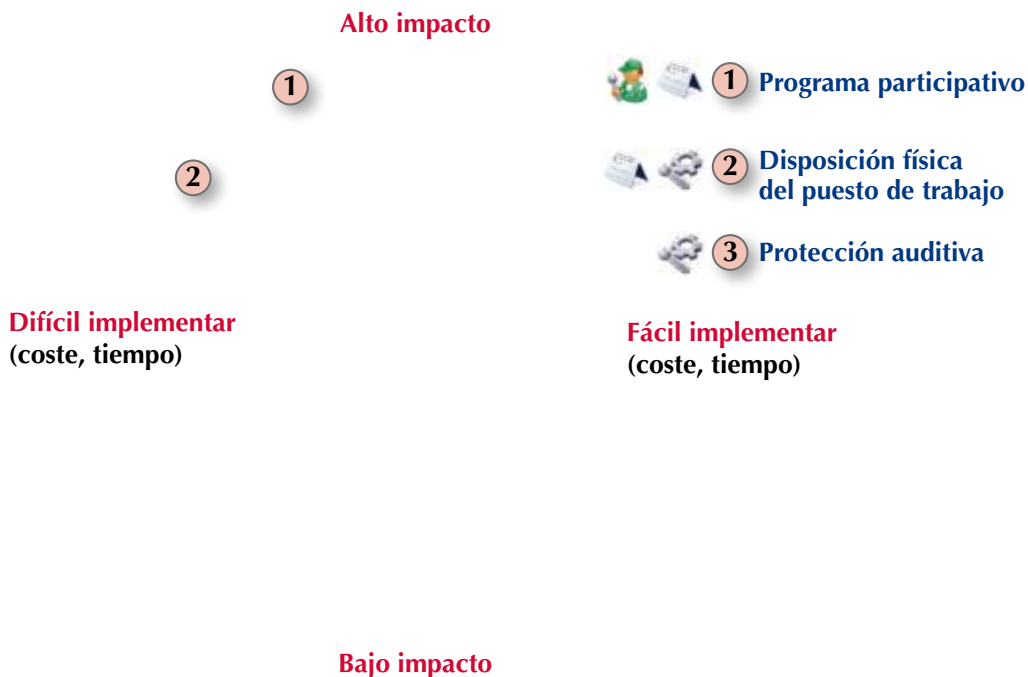 Alto impacto
1
1 Programa participativo
2
2 Disposición física
del puesto de trabajo
3 Protección auditiva
Difícil implementar
(coste, tiempo)
Fácil implementar
(coste, tiempo)
Bajo impacto